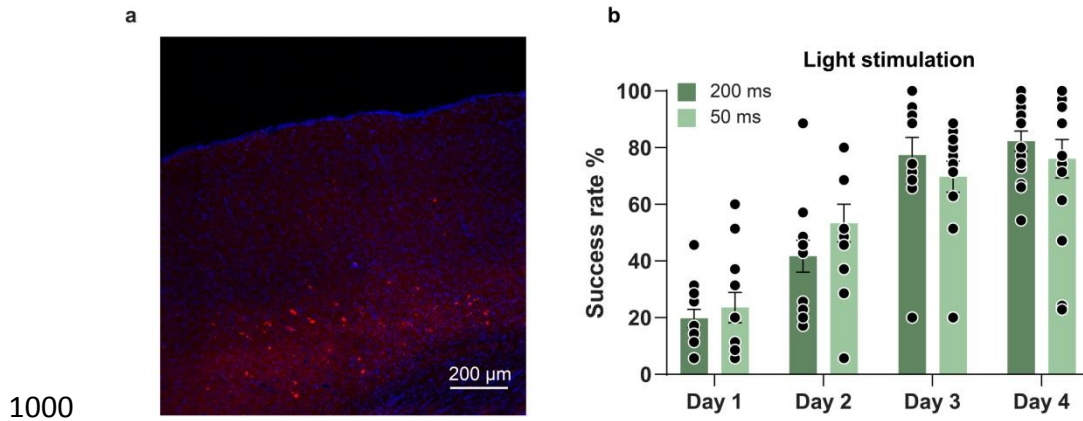 a
b
Light stimulation
200 ms
50 ms
Success rate %
100
80
60
40
20
0
Day 1 Day 2 Day 3 Day 4
200 µm
1000